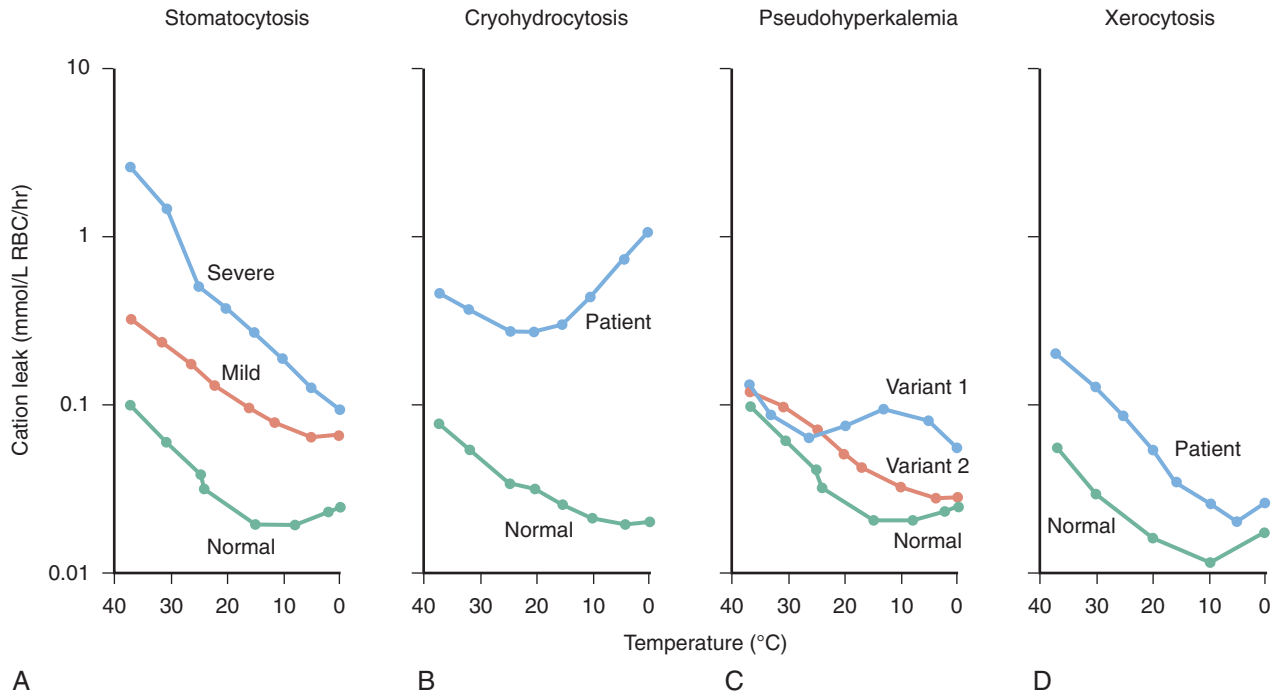 Stomatocytosis
Cryohydrocytosis
Pseudohyperkalemia
Xerocytosis
Cation leak (mmol/L RBC/hr)
10
1
0.1
0.01
Severe
Mild
Normal
Patient
Normal
Variant 1
Variant 2
Normal
Patient
Normal
40 30 20 10 0
40 30 20 10 0
40 30 20 10 0
40 30 20 10 0
Temperature (°C)
A
B
C
D